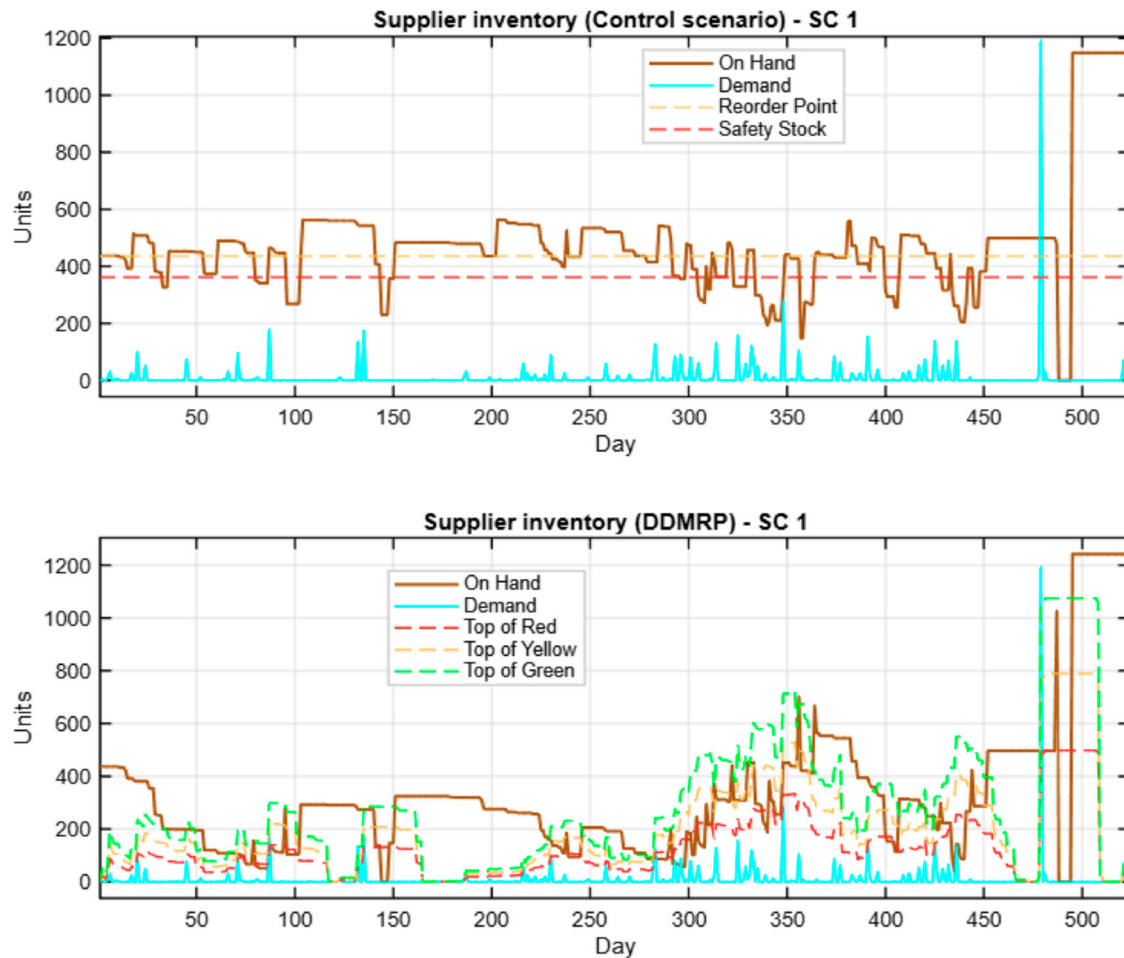 Supplier inventory (Control scenario) - SC 1
1200
1000
800
600
400
200
0
Units
On Hand
Demand
Reorder Point
Safety Stock
50 100 150 200 250 300 350 400 450 500
Day
Supplier inventory (DDMRP) - SC 1
1200
1000
800
600
400
200
0
Units
On Hand
Demand
Top of Red
Top of Yellow
Top of Green
50 100 150 200 250 300 350 400 450 500
Day